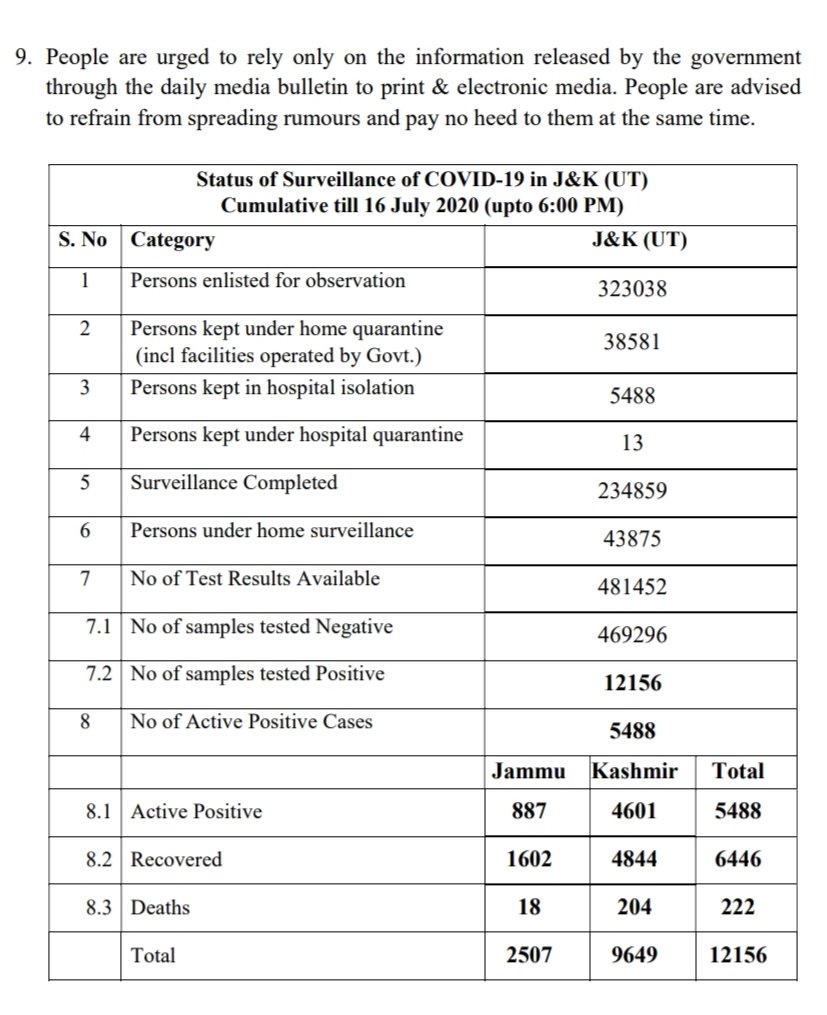 9. People are urged to rely only on the information released by the government
through the daily media bulletin to print & electronic media. People are advised
to refrain from spreading rumours and pay no heed to them at the same time.
Status of Surveillance of COVID-19 in J&K (UT)
Cumulative till 16 July 2020 (upto 6:00 PM)
S. No Category J&K (UT)
1 Persons enlisted for observation 323038
2 Persons kept under home quarantine
(incl facilities operated by Govt.) 38581
3 Persons kept in hospital isolation 5488
4 Persons kept under hospital quarantine 13
5 Surveillance Completed 234859
6 Persons under home surveillance 43875
7 No of Test Results Available 481452
7.1 No of samples tested Negative 469296
7.2 No of samples tested Positive 12156
8 No of Active Positive Cases 5488
Jammu Kashmir Total
8.1 Active Positive 887 4601 5488
8.2 Recovered 1602 4844 6446
8.3 Deaths 18 204 222
Total 2507 9649 12156